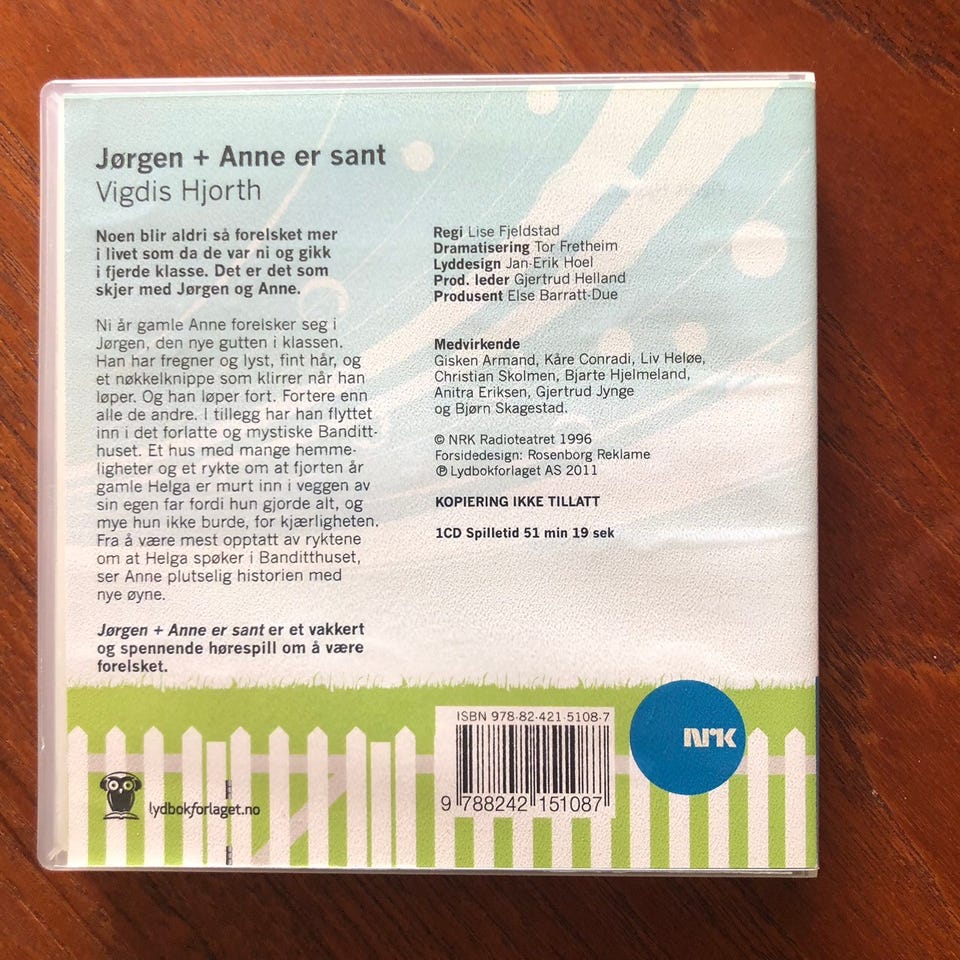 Jørgen + Anne er sant
Vigdis Hjorth
Noen blir aldri så forelsket mer
i livet som da de var ni og gikk
i fjerde klasse. Det er det som
skjer med Jørgen og Anne.
Ni år gamle Anne forelsker seg i
Jørgen, den nye gutten i klassen.
Han har fregner og lyst, fint hår, og
et nøkkelknippe som klirrer når han
løper. Og han løper fort. Fortere enn
alle de andre. I tillegg har han flyttet
inn i det forlatte og mystiske Banditt-
huset. Et hus med mange hemme-
ligheter og et rykte om at fjorten år
gamle Helga er murt inn i veggen av
sin egen far fordi hun gjorde alt, og
mye hun ikke burde, for kjærligheten.
Fra å være mest opptatt av ryktene
om at Helga spøker i Banditthuset,
ser Anne plutselig historien med
nye øyne.
Jørgen + Anne er sant er et vakkert
og spennende hørespill om å være
forelsket.
Regi Lise Fjeldstad
Dramatisering Tor Fretheim
Lyddesign Jan-Erik Hoel
Prod. leder Gjertrud Helland
Produsent Else Barratt-Due
Medvirkende
Gisken Armand, Kåre Conradi, Liv Heløe,
Christian Skolmen, Bjarte Hjelmeland,
Anitra Eriksen, Gjertrud Jynge
og Bjørn Skagestad.
© NRK Radioteatret 1996
Forsidedesign: Rosenborg Reklame
℗ Lydbokforlaget AS 2011
KOPIERING IKKE TILLATT
1CD Spilletid 51 min 19 sek
ISBN 978-82-421-5108-7
9 788242 151087
NRK
lydbokforlaget.no